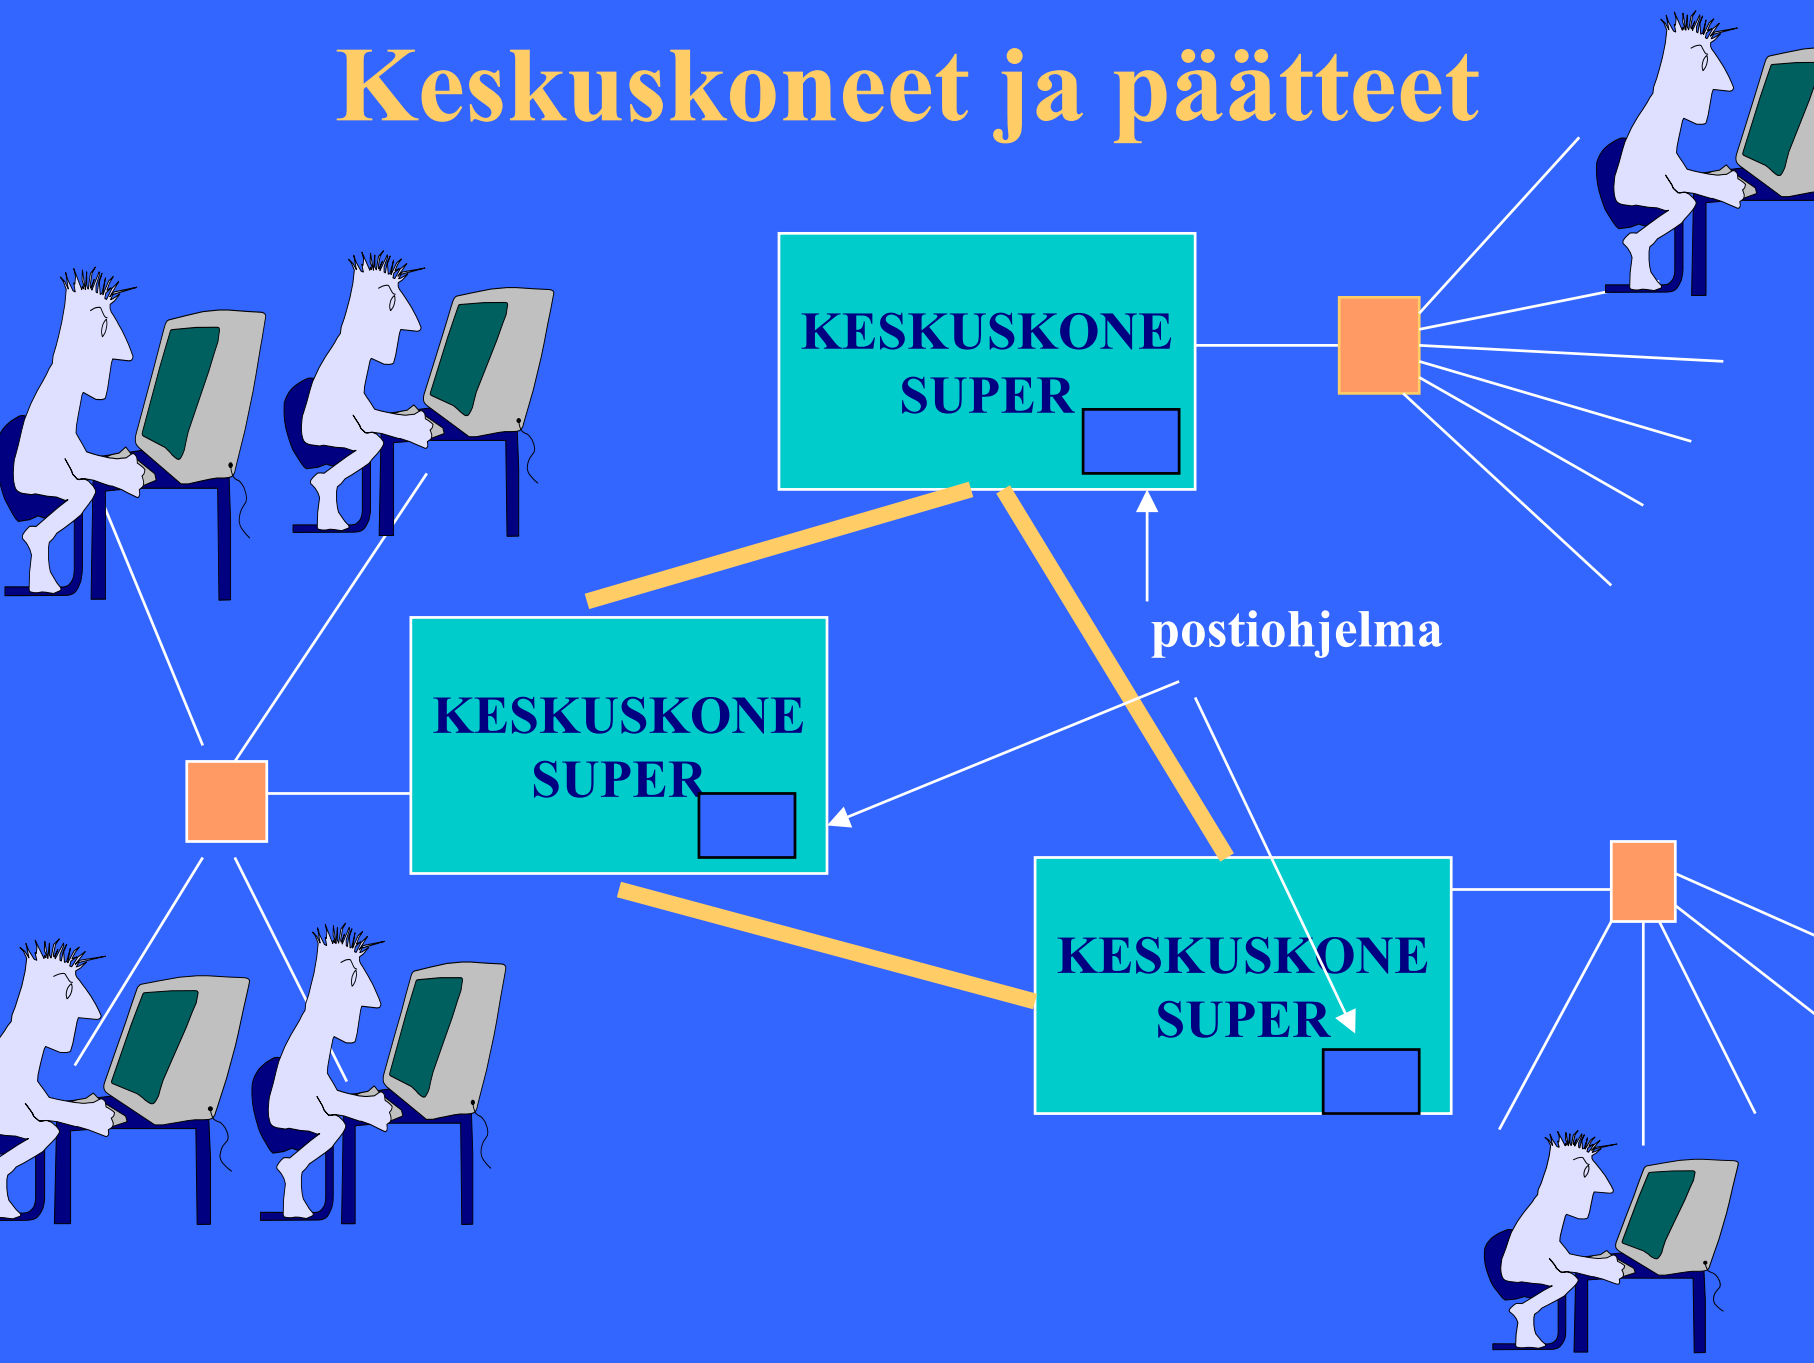 Keskuskoneet ja päätteet
KESKUSKONE
SUPER
postiohjelma
KESKUSKONE
SUPER
KESKUSKONE
SUPER